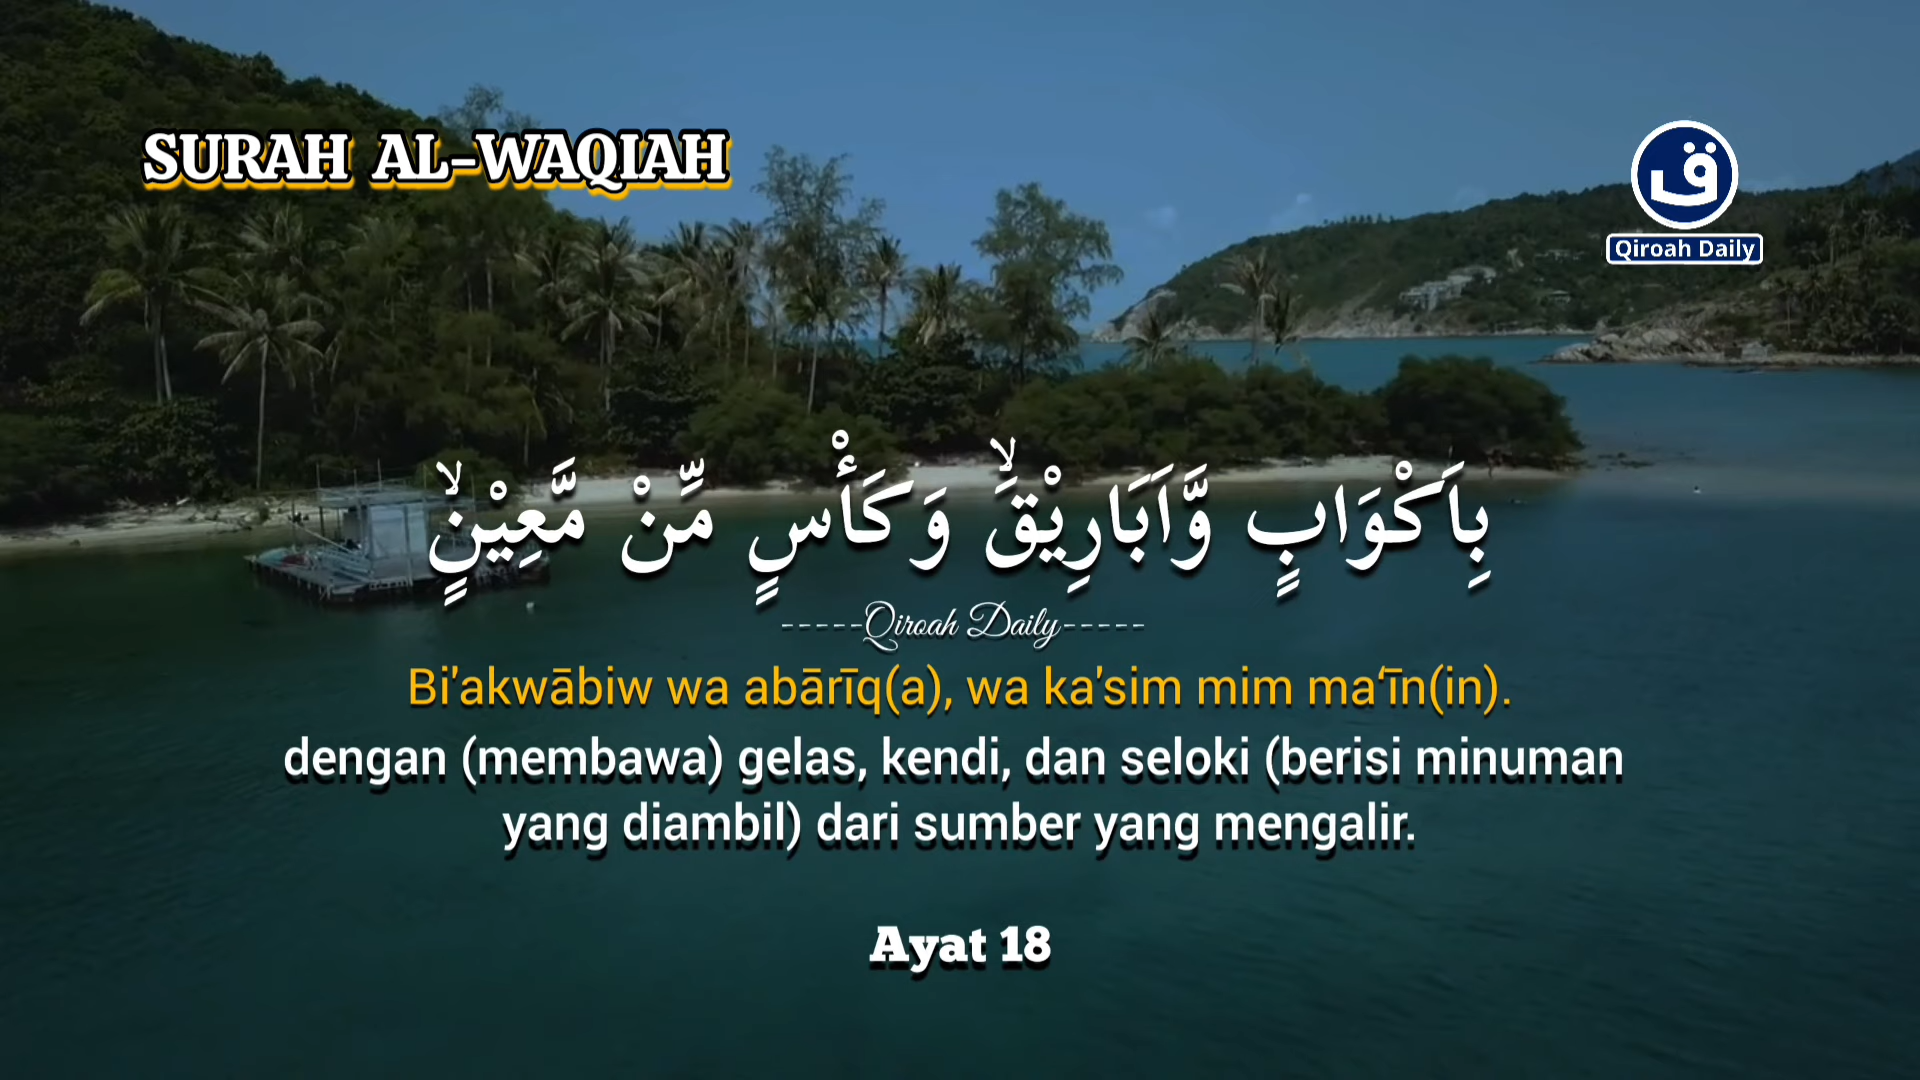 SURAH AL-WAQIAH
ق
Qiroah Daily
بِاَكْوَابٍ وَّاَبَارِيْقَۙ وَكَأْسٍ مِّنْ مَّعِيْنٍۙ
-----Qiroah Daily-----
Bi'akwābiw wa abārīq(a), wa ka'sim mim ma‘īn(in).
dengan (membawa) gelas, kendi, dan seloki (berisi minuman
yang diambil) dari sumber yang mengalir.
Ayat 18